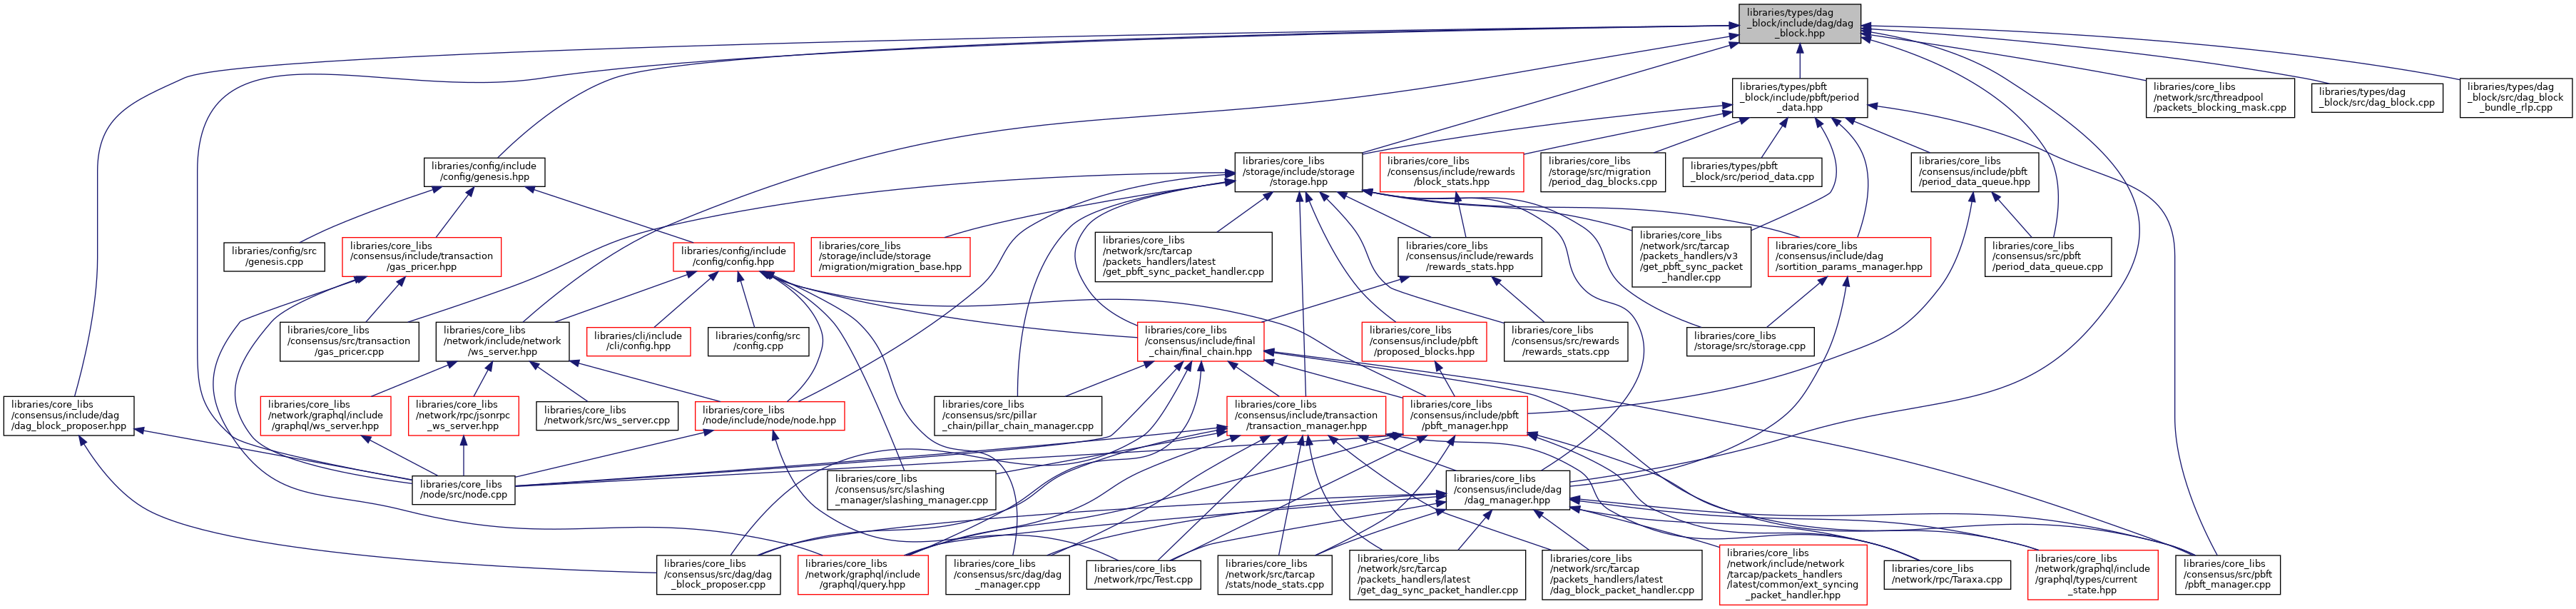 libraries/types/dag
_block/include/dag/dag
_block.hpp
libraries/types/pbft
_block/include/pbft/period
_data.hpp
libraries/core_libs
/network/src/threadpool
/packets_blocking_mask.cpp
libraries/types/dag
_block/src/dag_block.cpp
libraries/types/dag
_block/src/dag_block
_bundle_rlp.cpp
libraries/config/include
/config/genesis.hpp
libraries/core_libs
/storage/include/storage
/storage.hpp
libraries/core_libs
/consensus/include/rewards
/block_stats.hpp
libraries/core_libs
/storage/src/migration
/period_dag_blocks.cpp
libraries/types/pbft
_block/src/period_data.cpp
libraries/core_libs
/consensus/include/pbft
/period_data_queue.hpp
libraries/config/src
/genesis.cpp
libraries/core_libs
/consensus/include/transaction
/gas_pricer.hpp
libraries/config/include
/config/config.hpp
libraries/core_libs
/storage/include/storage
/migration/migration_base.hpp
libraries/core_libs
/network/src/tarcap
/packets_handlers/latest
/get_pbft_sync_packet_handler.cpp
libraries/core_libs
/consensus/include/rewards
/rewards_stats.hpp
libraries/core_libs
/network/src/tarcap
/packets_handlers/v3
/get_pbft_sync_packet
_handler.cpp
libraries/core_libs
/consensus/include/dag
/sortition_params_manager.hpp
libraries/core_libs
/consensus/src/pbft
/period_data_queue.cpp
libraries/core_libs
/consensus/src/transaction
/gas_pricer.cpp
libraries/core_libs
/network/include/network
/ws_server.hpp
libraries/cli/include
/cli/config.hpp
libraries/config/src
/config.cpp
libraries/core_libs
/consensus/include/final
_chain/final_chain.hpp
libraries/core_libs
/consensus/include/pbft
/proposed_blocks.hpp
libraries/core_libs
/consensus/src/rewards
/rewards_stats.cpp
libraries/core_libs
/storage/src/storage.cpp
libraries/core_libs
/consensus/include/dag
/dag_block_proposer.hpp
libraries/core_libs
/network/graphql/include
/graphql/ws_server.hpp
libraries/core_libs
/network/rpc/jsonrpc
_ws_server.hpp
libraries/core_libs
/network/src/ws_server.cpp
libraries/core_libs
/node/include/node/node.hpp
libraries/core_libs
/consensus/src/pillar
_chain/pillar_chain_manager.cpp
libraries/core_libs
/consensus/include/transaction
/transaction_manager.hpp
libraries/core_libs
/consensus/include/pbft
/pbft_manager.hpp
libraries/core_libs
/node/src/node.cpp
libraries/core_libs
/consensus/src/slashing
_manager/slashing_manager.cpp
libraries/core_libs
/consensus/include/dag
/dag_manager.hpp
libraries/core_libs
/consensus/src/dag/dag
_block_proposer.cpp
libraries/core_libs
/network/graphql/include
/graphql/query.hpp
libraries/core_libs
/consensus/src/dag/dag
_manager.cpp
libraries/core_libs
/network/rpc/Test.cpp
libraries/core_libs
/network/src/tarcap
/stats/node_stats.cpp
libraries/core_libs
/network/src/tarcap
/packets_handlers/latest
/get_dag_sync_packet_handler.cpp
libraries/core_libs
/network/src/tarcap
/packets_handlers/latest
/dag_block_packet_handler.cpp
libraries/core_libs
/network/include/network
/tarcap/packets_handlers
/latest/common/ext_syncing
_packet_handler.hpp
libraries/core_libs
/network/rpc/Taraxa.cpp
libraries/core_libs
/network/graphql/include
/graphql/types/current
_state.hpp
libraries/core_libs
/consensus/src/pbft
/pbft_manager.cpp